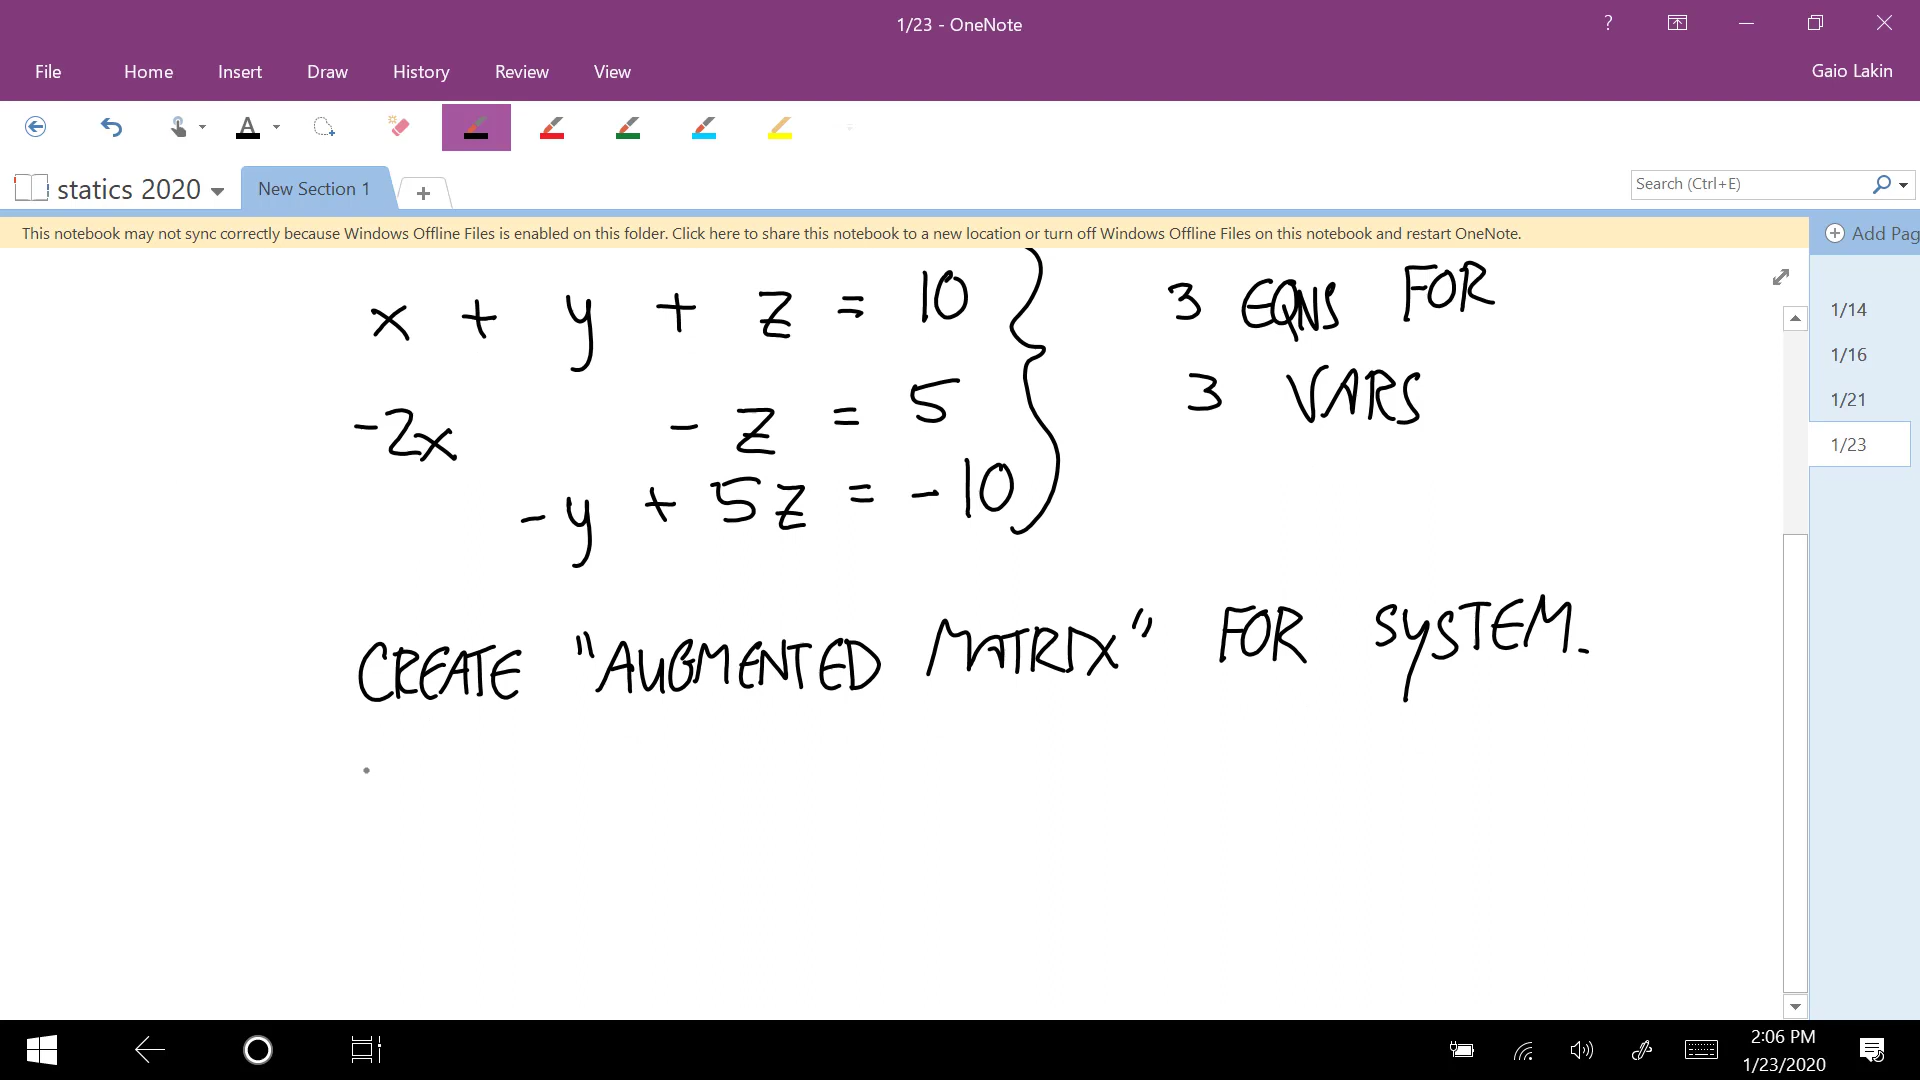 1/23 - OneNote
?
File Home Insert Draw History Review View
Gaio Lakin
A
statics 2020
New Section 1
+
Search (Ctrl+E)
This notebook may not sync correctly because Windows Offline Files is enabled on this folder. Click here to share this notebook to a new location or turn off Windows Offline Files on this notebook and restart OneNote.
Add Pag
1/14
1/16
1/21
1/23
x + y + z = 10
3 EQNS FOR
-2x - z = 5
3 VARS
-y + 5z = -10
CREATE "AUGMENTED MATRIX" FOR SYSTEM.
2:06 PM
1/23/2020